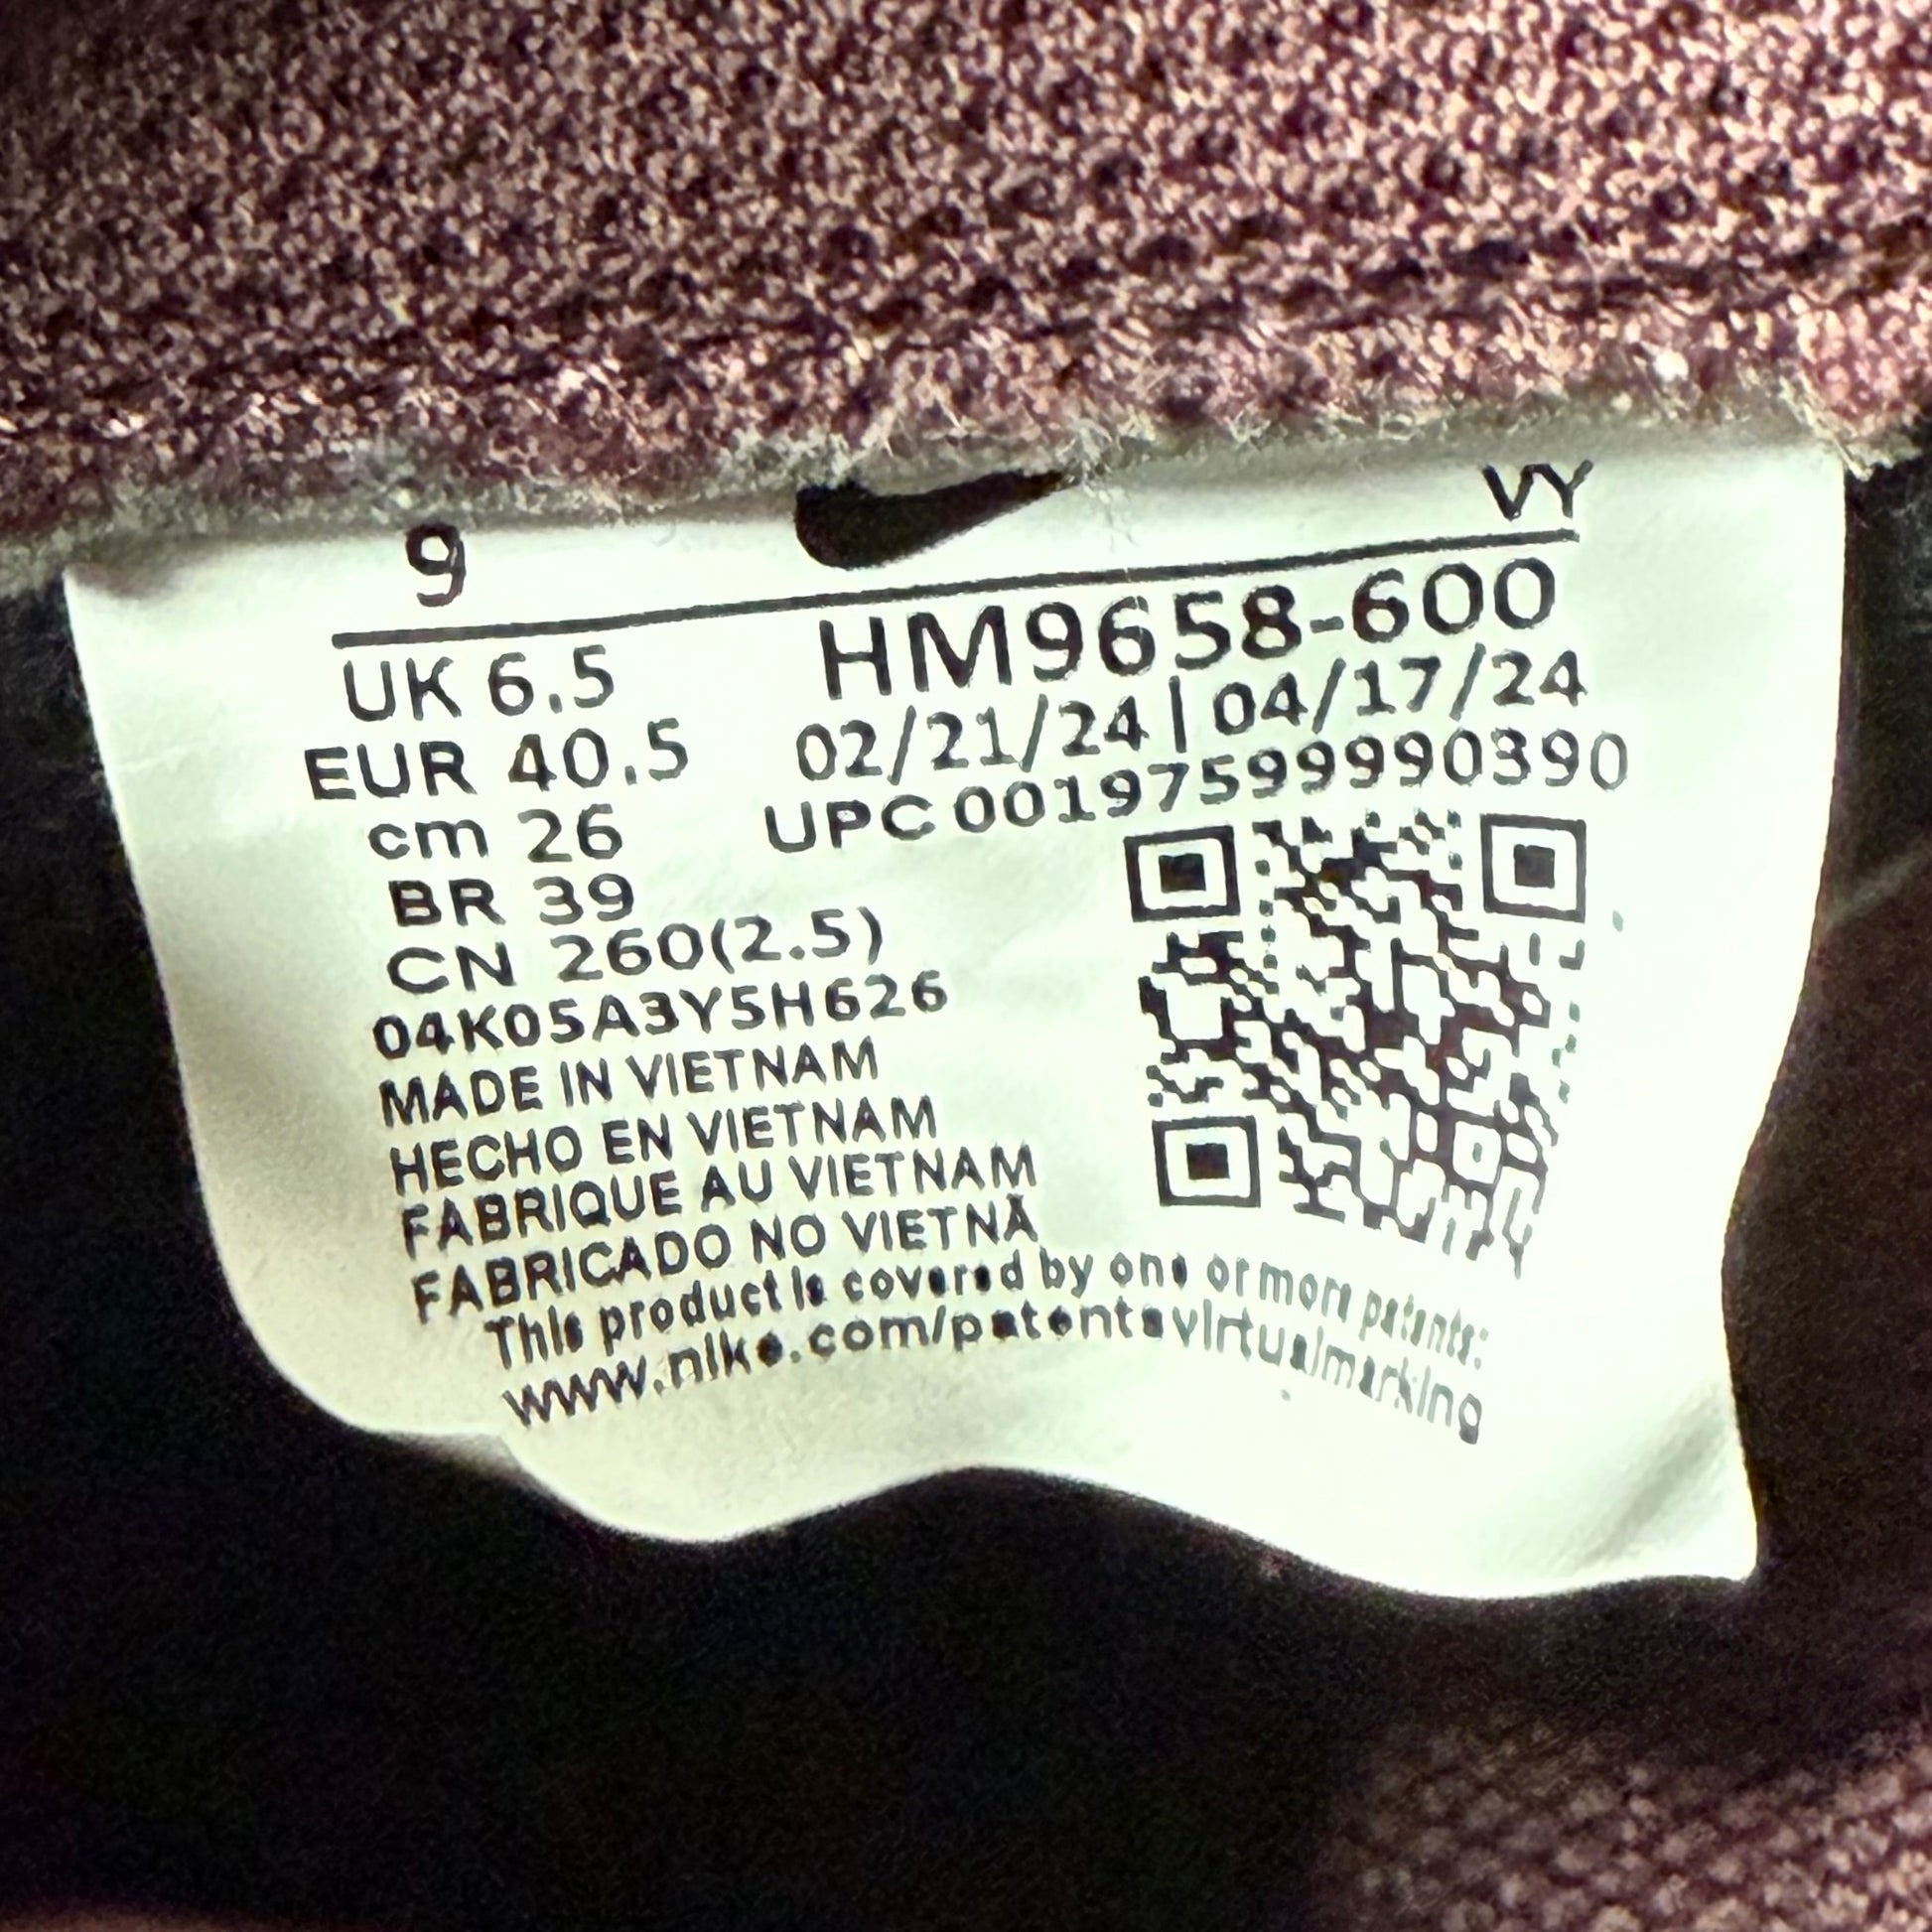 9 VY
UK 6.5 HM9658-600
EUR 40.5 02/21/24 | 04/17/24
cm 26 UPC 00197599990390
BR 39
CN 260(2.5)
04K05A3Y5H626
MADE IN VIETNAM
HECHO EN VIETNAM
FABRIQUE AU VIETNAM
FABRICADO NO VIETNÃ
This product is covered by one or more patents:
www.nike.com/patentsvirtualmarking